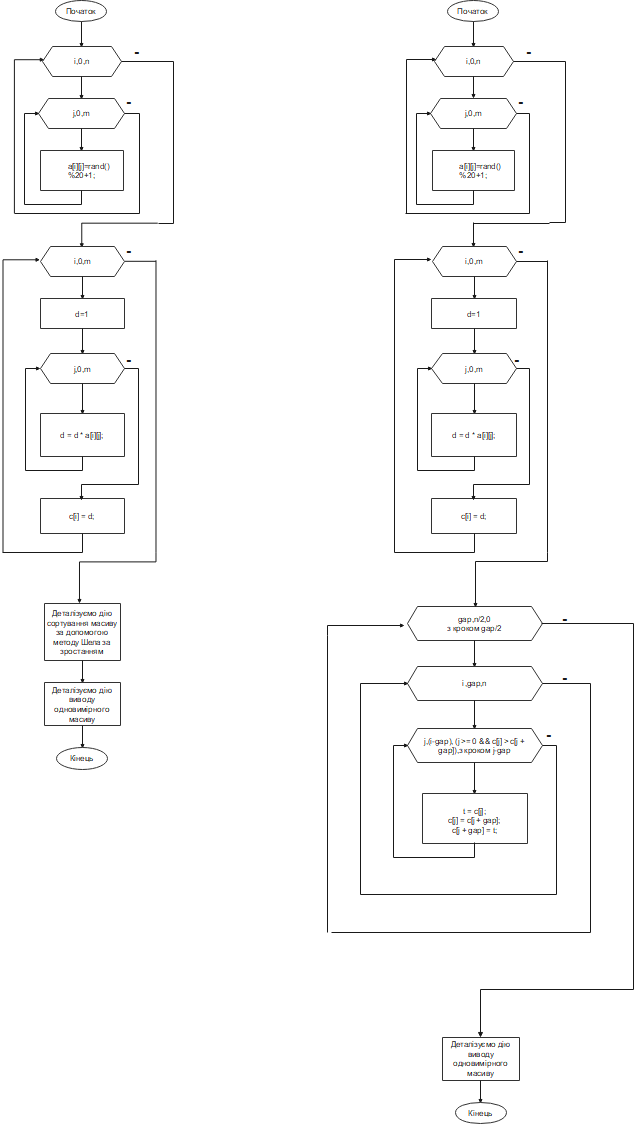 Початок
-
i,0,n
-
j,0,m
a[i][j]=rand()
%20+1;
-
i,0,m
d=1
-
j,0,m
d = d * a[i][j];
c[i] = d;
Деталізуємо дію
сортування масиву
за допомогою
методу Шела за
зростанням
Деталізуємо дію
виводу
одновимірного
масиву
Кінець
Початок
-
i,0,n
-
j,0,m
a[i][j]=rand()
%20+1;
-
i,0,m
d=1
-
j,0,m
d = d * a[i][j];
c[i] = d;
gap,n/2,0
з кроком gap/2
-
i ,gap,n
-
j ,(i-gap), (j >= 0 && c[j] > c[j +
gap]),з кроком j-gap
-
t = c[j];
c[j] = c[j + gap];
c[j + gap] = t;
Деталізуємо дію
виводу
одновимірного
масиву
Кінець